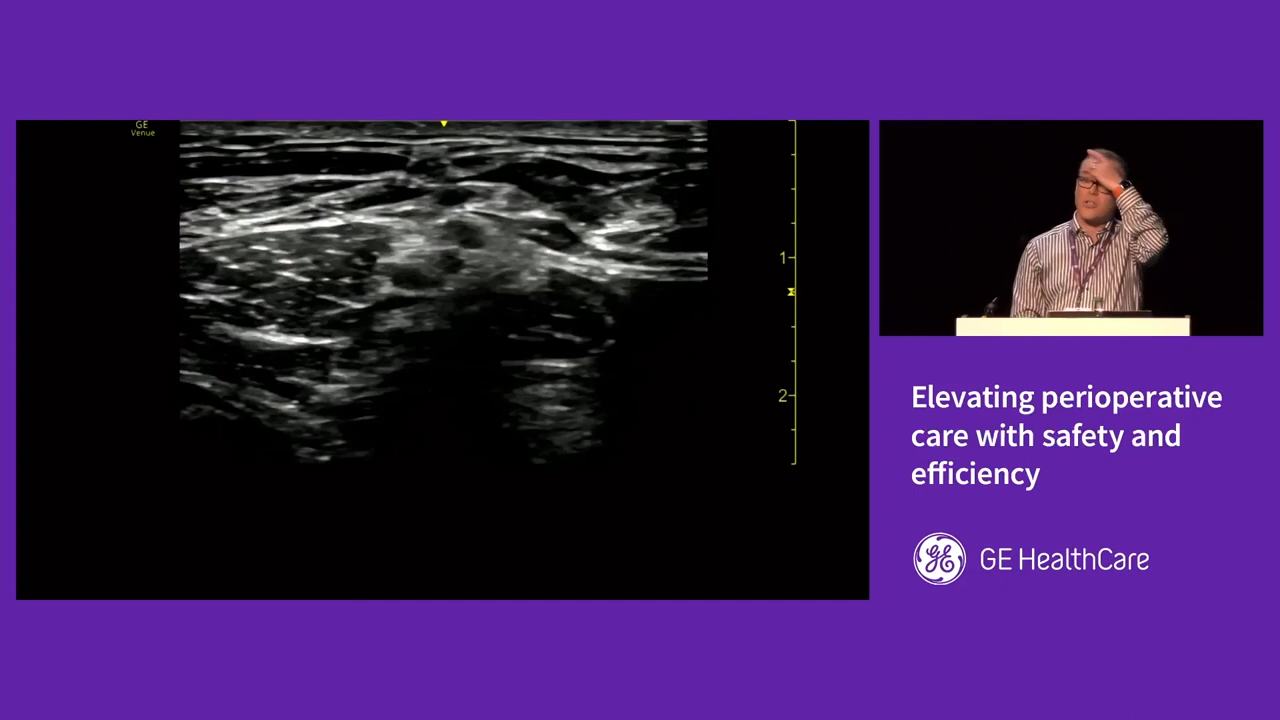 GE
Venue
1
2
Elevating perioperative
care with safety and
efficiency
GE HealthCare